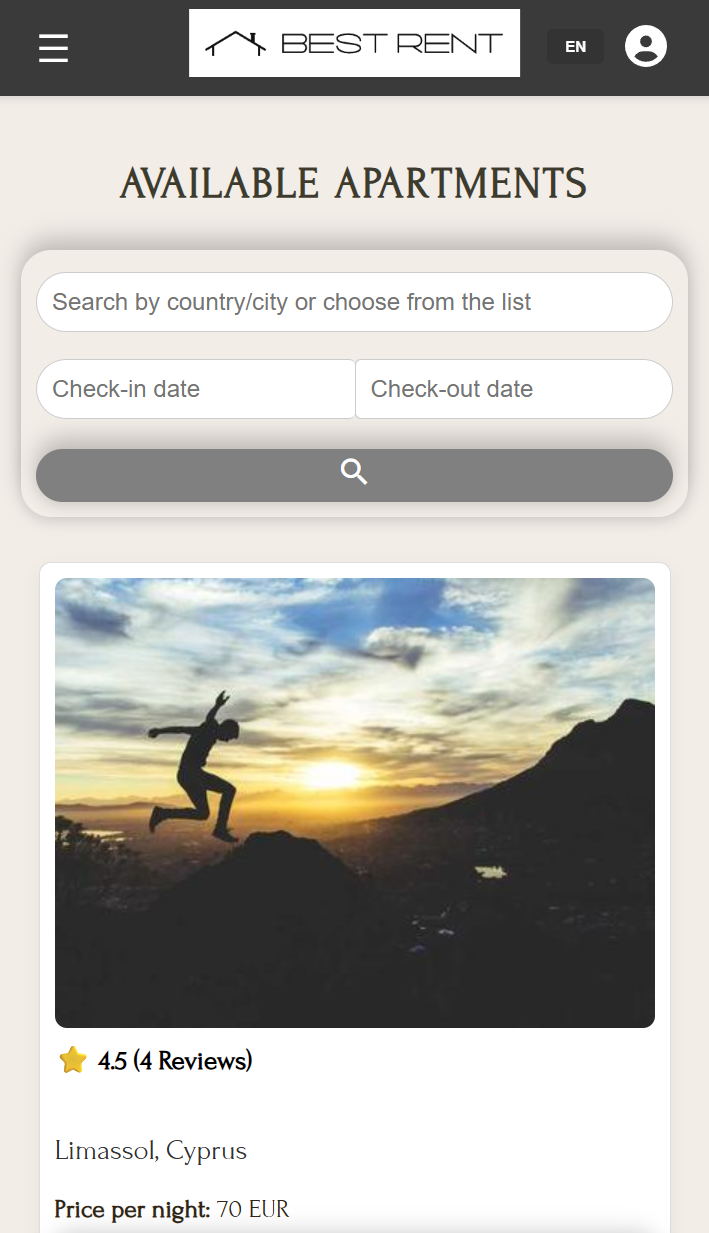 BEST RENT
EN
AVAILABLE APARTMENTS
Search by country/city or choose from the list
Check-in date
Check-out date
4.5 (4 Reviews)
Limassol, Cyprus
Price per night: 70 EUR